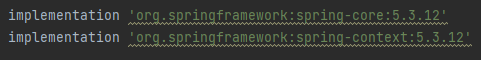 implementation 'org.springframework:spring-core:5.3.12'
implementation 'org.springframework:spring-context:5.3.12'